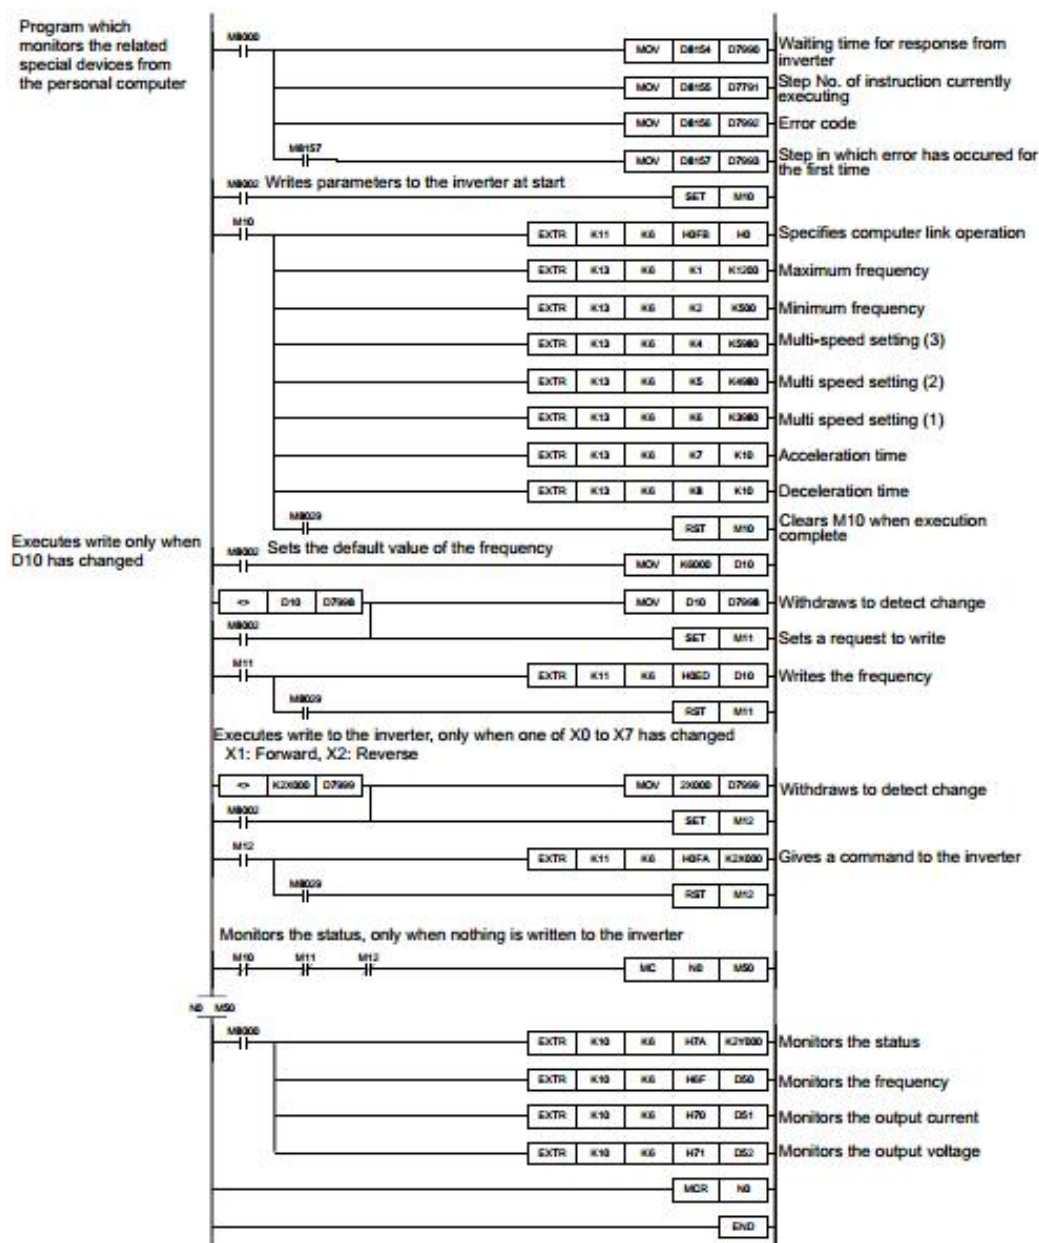 Program which
monitors the related
special devices from
the personal computer
M8000
MOV D8154 D7990 Waiting time for response from
inverter
MOV D8155 D7791 Step No. of instruction currently
executing
MOV D8156 D7992 Error code
M8157
MOV D8157 D7993 Step in which error has occured for
the first time
M8002 Writes parameters to the inverter at start
SET M10
M10
EXTR K11 K6 H0FB H0 Specifies computer link operation
EXTR K13 K6 K1 K1200 Maximum frequency
EXTR K13 K6 K2 K500 Minimum frequency
EXTR K13 K6 K4 K5980 Multi-speed setting (3)
EXTR K13 K6 K5 K4980 Multi speed setting (2)
EXTR K13 K6 K6 K3980 Multi speed setting (1)
EXTR K13 K6 K7 K10 Acceleration time
EXTR K13 K6 K8 K10 Deceleration time
M8029
RST M10 Clears M10 when execution
complete
Executes write only when
D10 has changed
M8002 Sets the default value of the frequency
MOV K6000 D10
<> D10 D7998 MOV D10 D7998 Withdraws to detect change
M8002
SET M11 Sets a request to write
M11
EXTR K11 K6 H0ED D10 Writes the frequency
M8029
RST M11
Executes write to the inverter, only when one of X0 to X7 has changed
X1: Forward, X2: Reverse
<> K2X000 D7999 MOV 2X000 D7999 Withdraws to detect change
M8002
SET M12
M12
EXTR K11 K6 H0FA K2X000 Gives a command to the inverter
M8029
RST M12
Monitors the status, only when nothing is written to the inverter
M10 M11 M12
MC N0 M50
N0 M50
M8000
EXTR K10 K6 H7A K2Y000 Monitors the status
EXTR K10 K6 H6F D50 Monitors the frequency
EXTR K10 K6 H70 D51 Monitors the output current
EXTR K10 K6 H71 D52 Monitors the output voltage
MCR N0
END